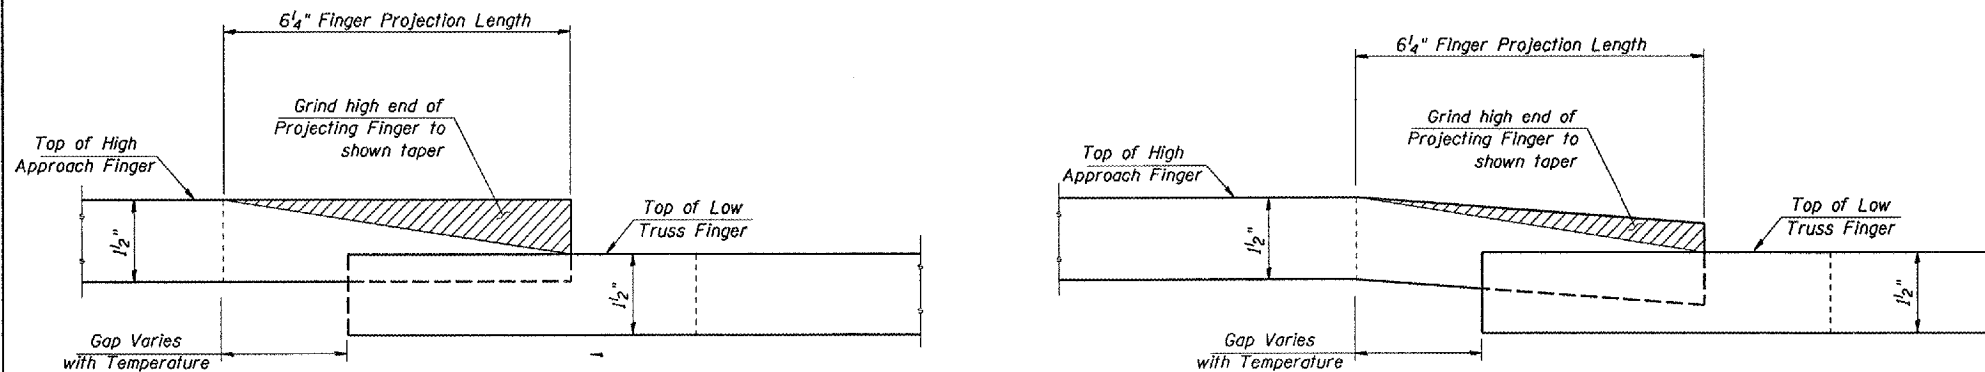 6¼" Finger Projection Length
Grind high end of
Projecting Finger to
shown taper
Top of High
Approach Finger
Top of Low
Truss Finger
1½"
1½"
Gap Varies
with Temperature
6¼" Finger Projection Length
Grind high end of
Projecting Finger to
shown taper
Top of High
Approach Finger
Top of Low
Truss Finger
1½"
1½"
Gap Varies
with Temperature